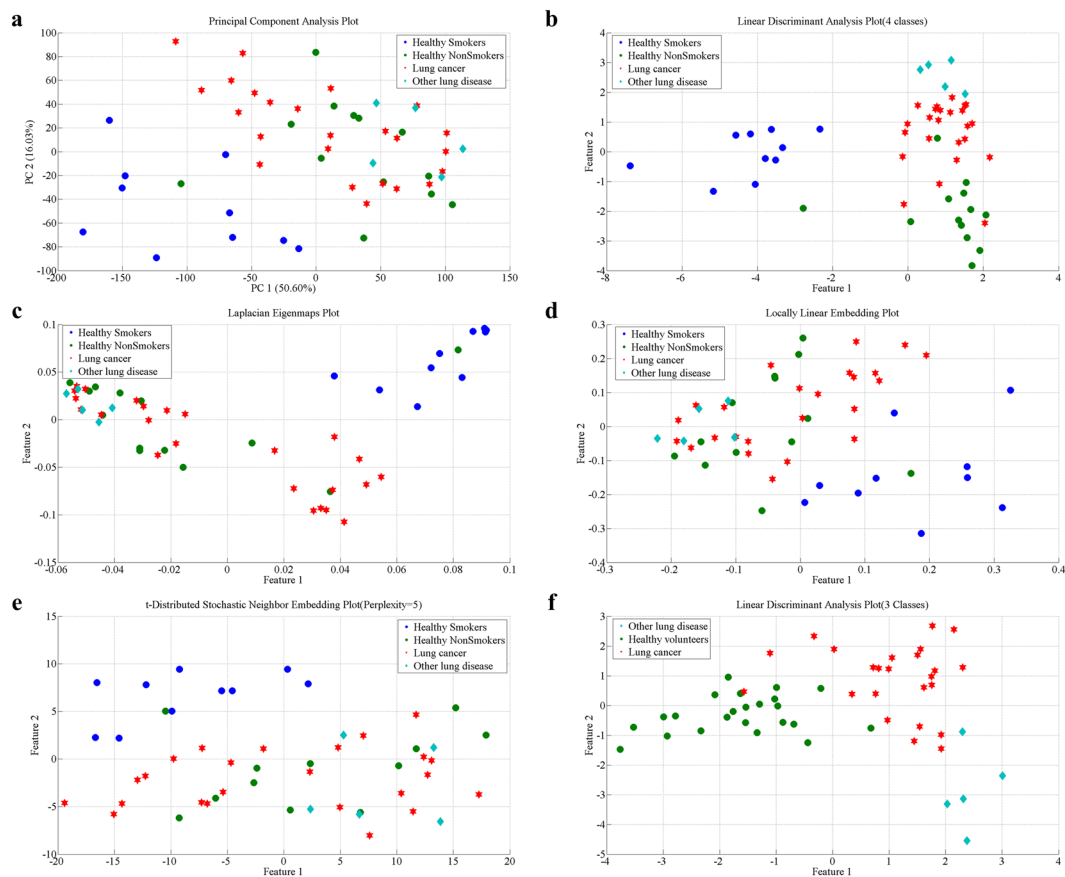 a
Principal Component Analysis Plot
100
80
60
40
20
0
-20
-40
-60
-80
-100
-200
-150
-100
-50
0
50
100
150
PC 2 (16.03%)
PC 1 (50.60%)
Healthy Smokers
Healthy NonSmokers
Lung cancer
Other lung disease
b
Linear Discriminant Analysis Plot(4 classes)
4
3
2
1
0
-1
-2
-3
-4
-8
-6
-4
-2
0
2
4
Feature 2
Feature 1
Healthy Smokers
Healthy NonSmokers
Lung cancer
Other lung disease
c
Laplacian Eigenmaps Plot
0.1
0.05
0
-0.05
-0.1
-0.15
-0.06
-0.04
-0.02
0
0.02
0.04
0.06
0.08
0.1
Feature 2
Feature 1
Healthy Smokers
Healthy NonSmokers
Lung cancer
Other lung disease
d
Locally Linear Embedding Plot
0.3
0.2
0.1
0
-0.1
-0.2
-0.3
-0.4
-0.3
-0.2
-0.1
0
0.1
0.2
0.3
0.4
Feature 2
Feature 1
Healthy Smokers
Healthy NonSmokers
Lung cancer
Other lung disease
e
t-Distributed Stochastic Neighbor Embedding Plot(Perplexity=5)
15
10
5
0
-5
-10
-20
-15
-10
-5
0
5
10
15
20
Feature 2
Feature 1
Healthy Smokers
Healthy NonSmokers
Lung cancer
Other lung disease
f
Linear Discriminant Analysis Plot(3 Classes)
3
2
1
0
-1
-2
-3
-4
-5
-4
-3
-2
-1
0
1
2
3
4
Feature 2
Feature 1
Other lung disease
Healthy volunteers
Lung cancer